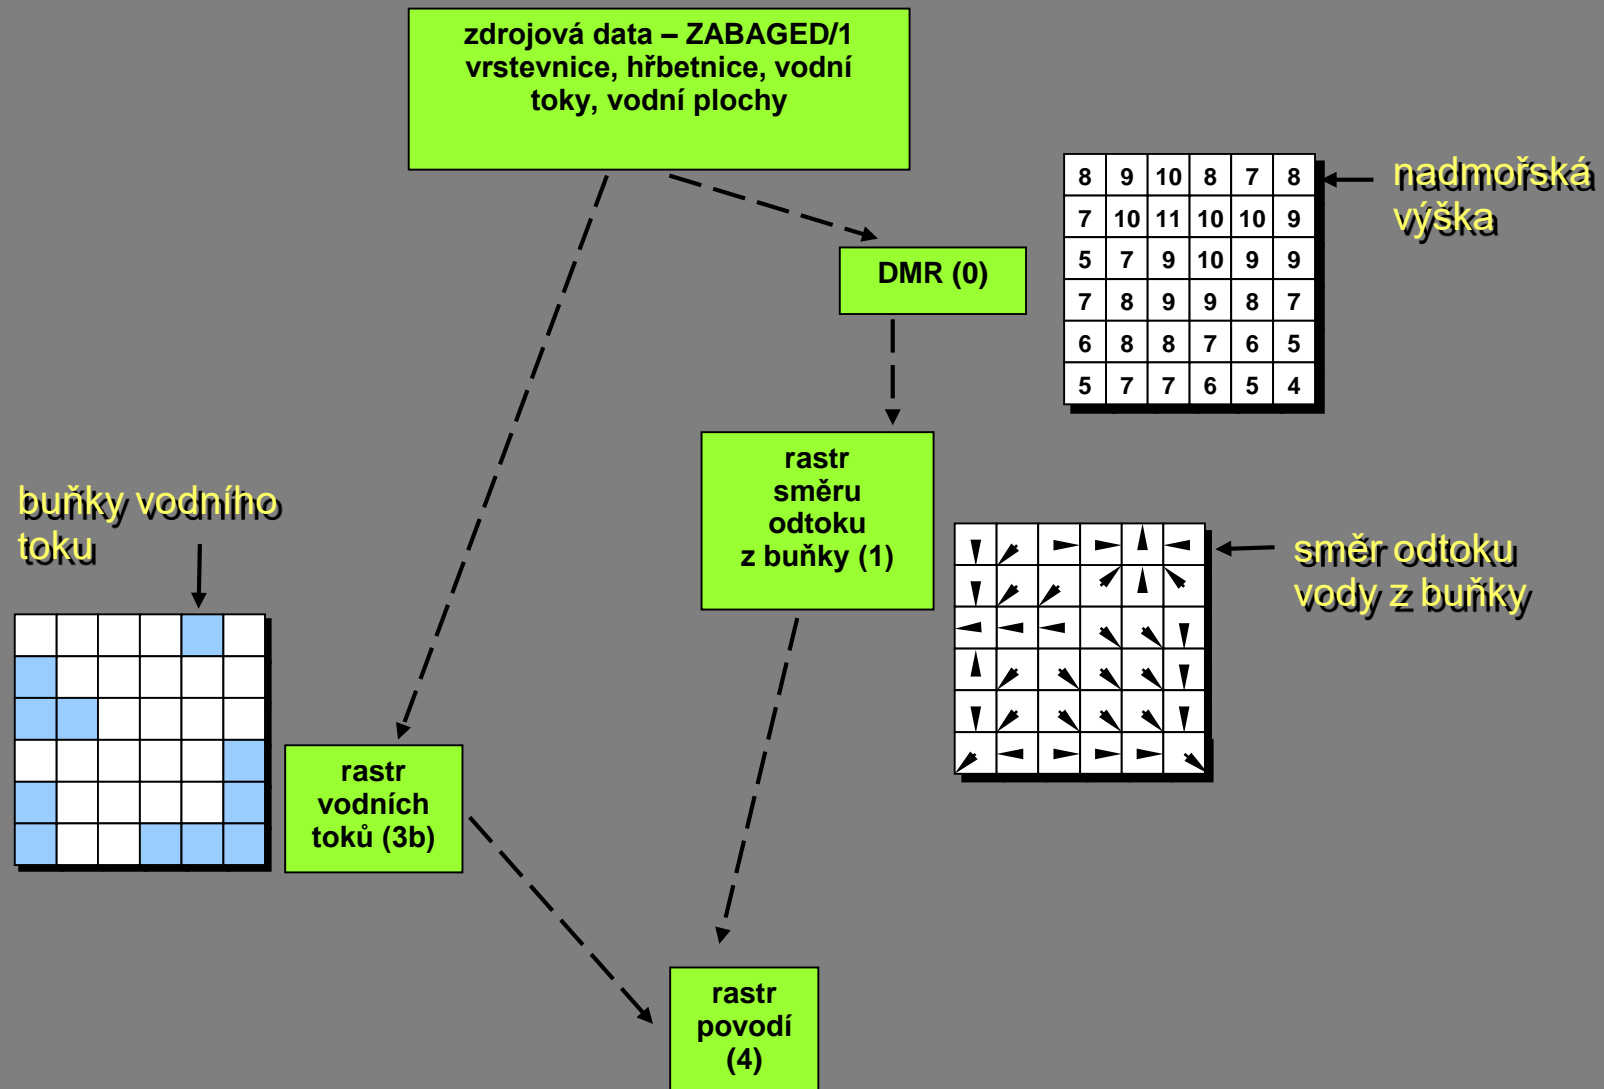 zdrojová data – ZABAGED/1
vrstevnice, hřbetnice, vodní
toky, vodní plochy
8 9 10 8 7 8
7 10 11 10 10 9
5 7 9 10 9 9
7 8 9 9 8 7
6 8 8 7 6 5
5 7 7 6 5 4
nadmořská
výška
DMR (0)
rastr
směru
odtoku
z buňky (1)
buňky vodního
toku
směr odtoku
vody z buňky
rastr
vodních
toků (3b)
rastr
povodí
(4)